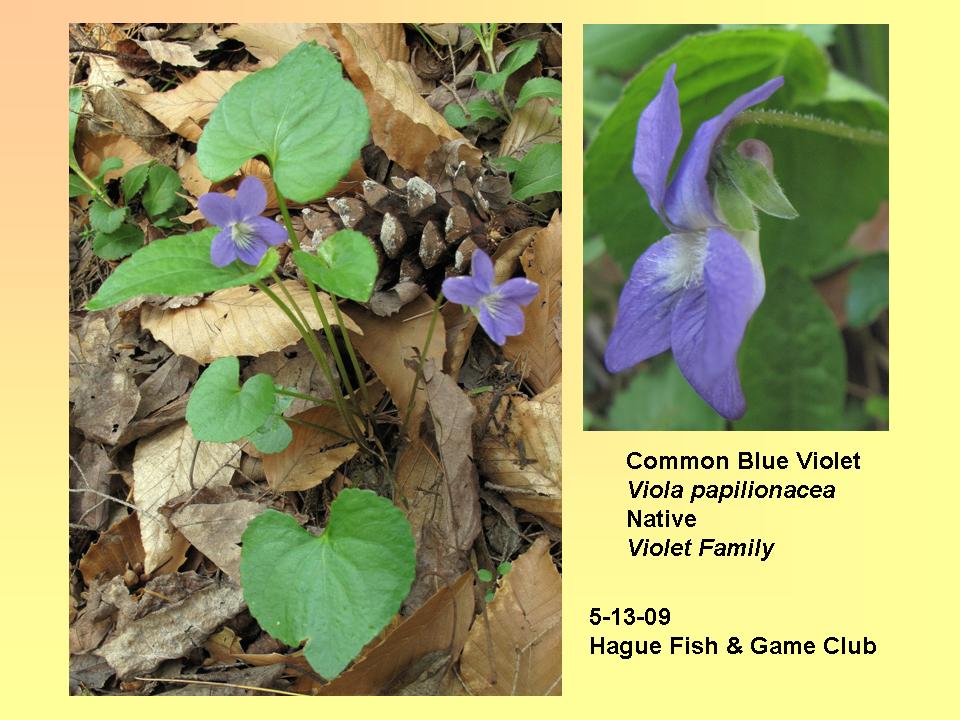 Common Blue Violet
Viola papilionacea
Native
Violet Family
5-13-09
Hague Fish & Game Club